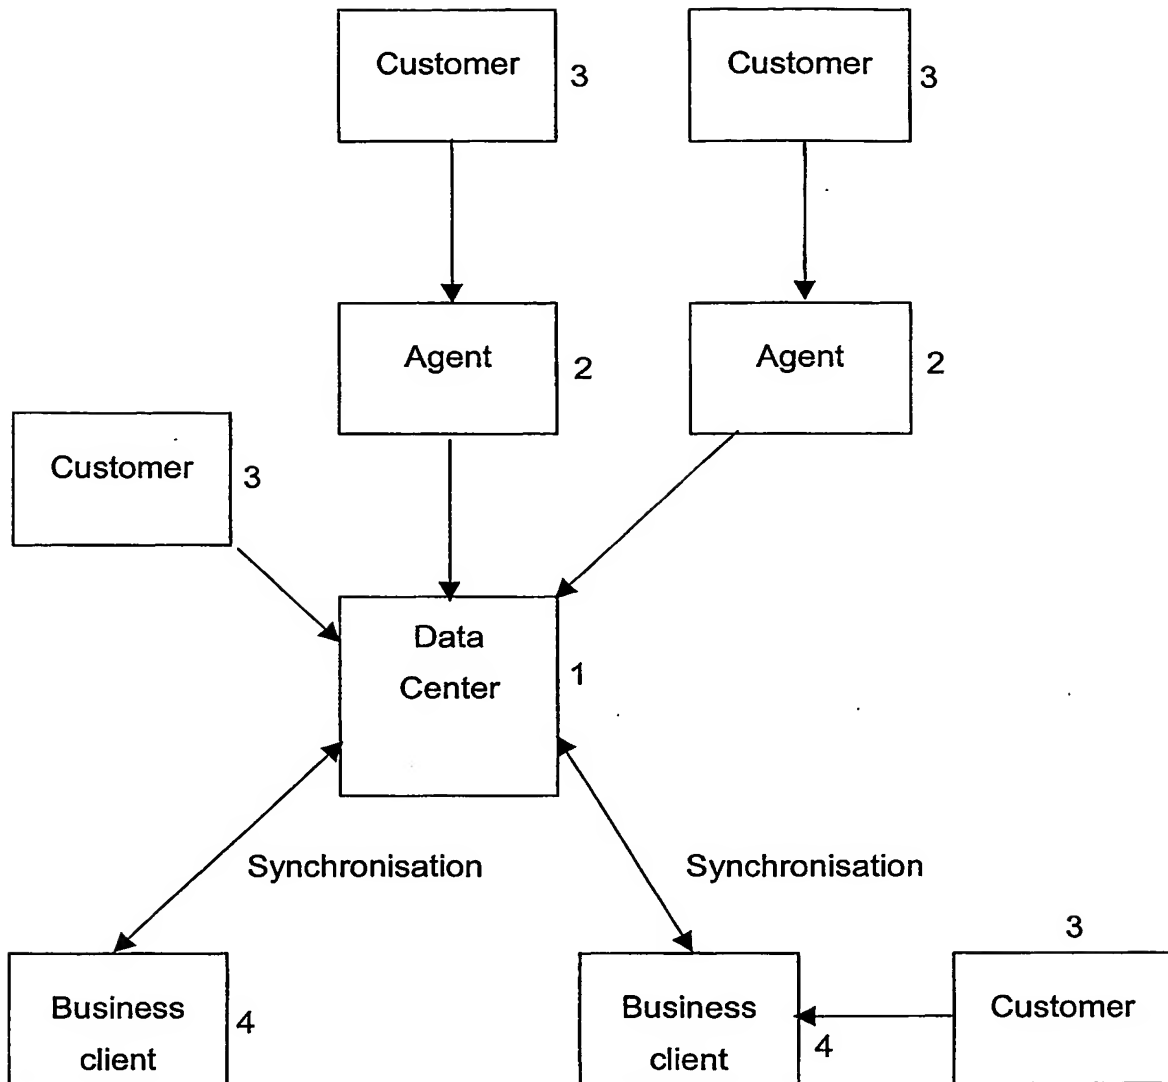 Customer
3
Customer
3
Agent
2
Agent
2
Customer
3
Data
Center
1
Synchronisation
Synchronisation
3
Business
client
4
Business
client
4
Customer